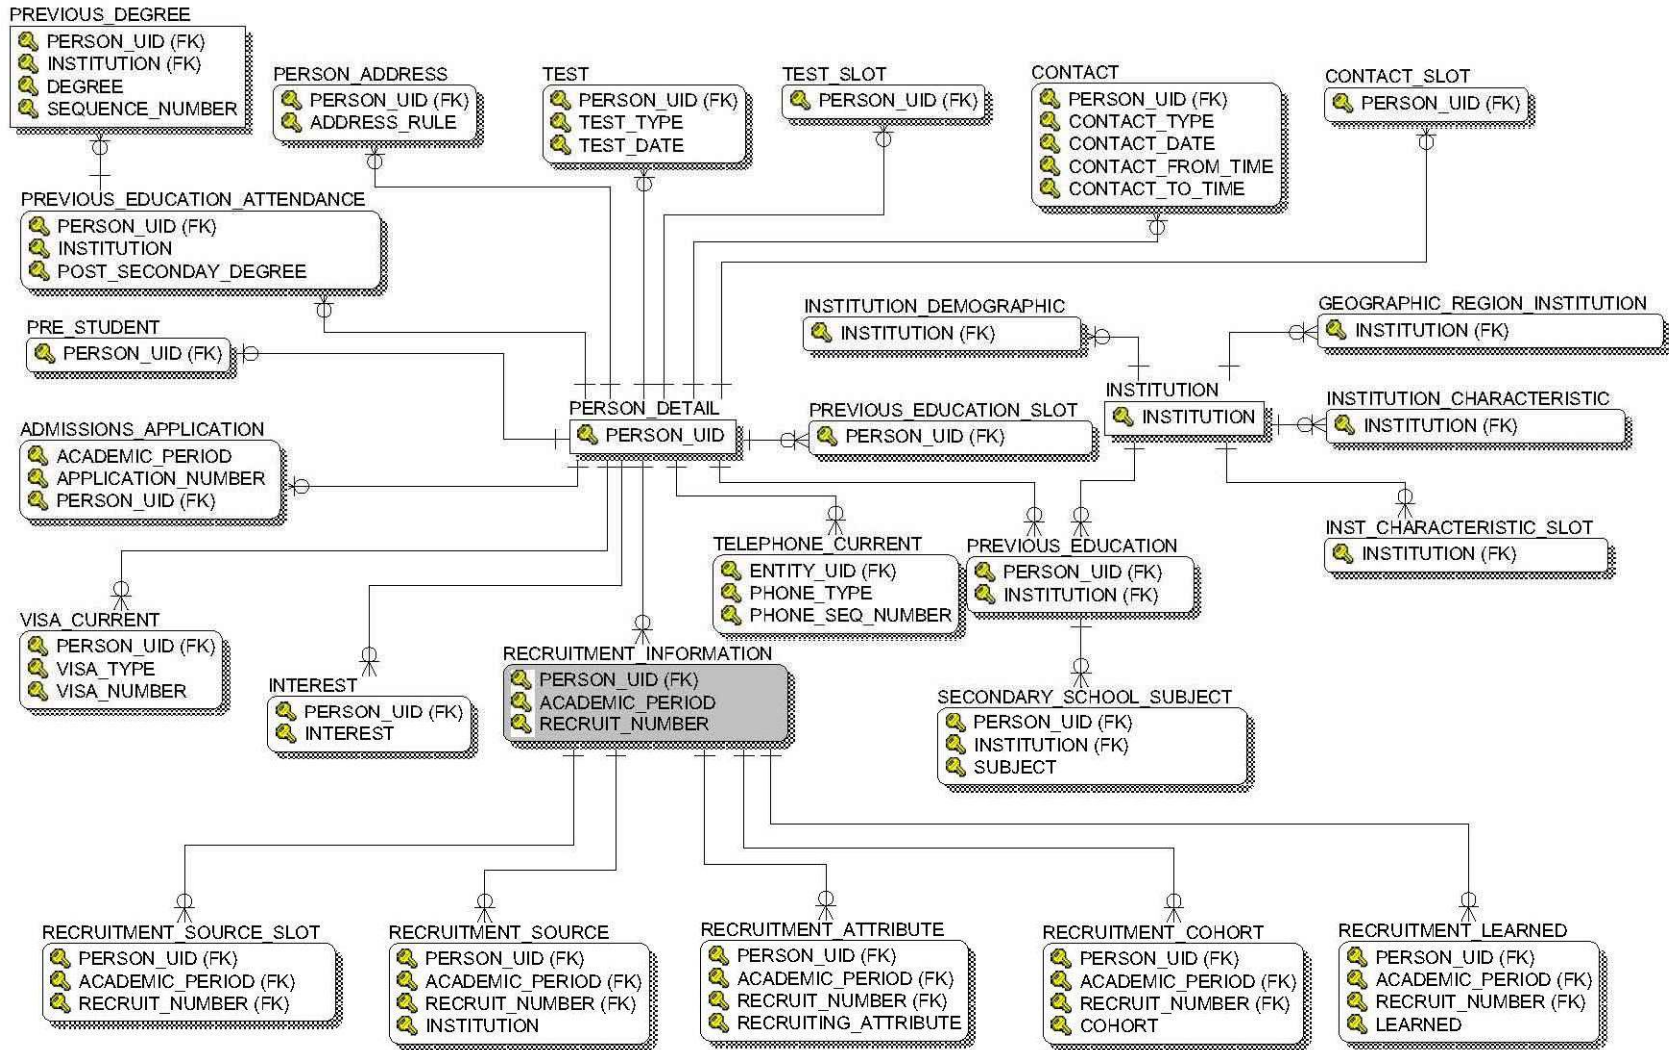 PREVIOUS_DEGREE
PERSON_UID (FK)
INSTITUTION (FK)
DEGREE
SEQUENCE_NUMBER
PERSON_ADDRESS
PERSON_UID (FK)
ADDRESS_RULE
TEST
PERSON_UID (FK)
TEST_TYPE
TEST_DATE
TEST_SLOT
PERSON_UID (FK)
CONTACT
PERSON_UID (FK)
CONTACT_TYPE
CONTACT_DATE
CONTACT_FROM_TIME
CONTACT_TO_TIME
CONTACT_SLOT
PERSON_UID (FK)
PREVIOUS_EDUCATION_ATTENDANCE
PERSON_UID (FK)
INSTITUTION
POST_SECONDAY_DEGREE
PRE_STUDENT
PERSON_UID (FK)
INSTITUTION_DEMOGRAPHIC
INSTITUTION (FK)
GEOGRAPHIC_REGION_INSTITUTION
INSTITUTION (FK)
PERSON_DETAIL
PERSON_UID
PREVIOUS_EDUCATION_SLOT
PERSON_UID (FK)
INSTITUTION
INSTITUTION
INSTITUTION_CHARACTERISTIC
INSTITUTION (FK)
ADMISSIONS_APPLICATION
ACADEMIC_PERIOD
APPLICATION_NUMBER
PERSON_UID (FK)
TELEPHONE_CURRENT
ENTITY_UID (FK)
PHONE_TYPE
PHONE_SEQ_NUMBER
PREVIOUS_EDUCATION
PERSON_UID (FK)
INSTITUTION (FK)
INST_CHARACTERISTIC_SLOT
INSTITUTION (FK)
VISA_CURRENT
PERSON_UID (FK)
VISA_TYPE
VISA_NUMBER
INTEREST
PERSON_UID (FK)
INTEREST
RECRUITMENT_INFORMATION
PERSON_UID (FK)
ACADEMIC_PERIOD
RECRUIT_NUMBER
SECONDARY_SCHOOL_SUBJECT
PERSON_UID (FK)
INSTITUTION (FK)
SUBJECT
RECRUITMENT_SOURCE_SLOT
PERSON_UID (FK)
ACADEMIC_PERIOD (FK)
RECRUIT_NUMBER (FK)
RECRUITMENT_SOURCE
PERSON_UID (FK)
ACADEMIC_PERIOD (FK)
RECRUIT_NUMBER (FK)
INSTITUTION
RECRUITMENT_ATTRIBUTE
PERSON_UID (FK)
ACADEMIC_PERIOD (FK)
RECRUIT_NUMBER (FK)
RECRUITING_ATTRIBUTE
RECRUITMENT_COHORT
PERSON_UID (FK)
ACADEMIC_PERIOD (FK)
RECRUIT_NUMBER (FK)
COHORT
RECRUITMENT_LEARNED
PERSON_UID (FK)
ACADEMIC_PERIOD (FK)
RECRUIT_NUMBER (FK)
LEARNED